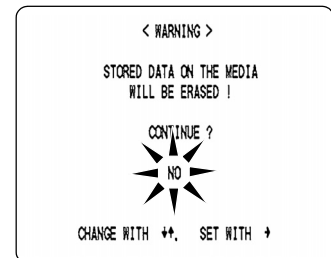 < WARNING >
STORED DATA ON THE MEDIA
WILL BE ERASED !
CONTINUE ?
NO
CHANGE WITH ↓↑, SET WITH →